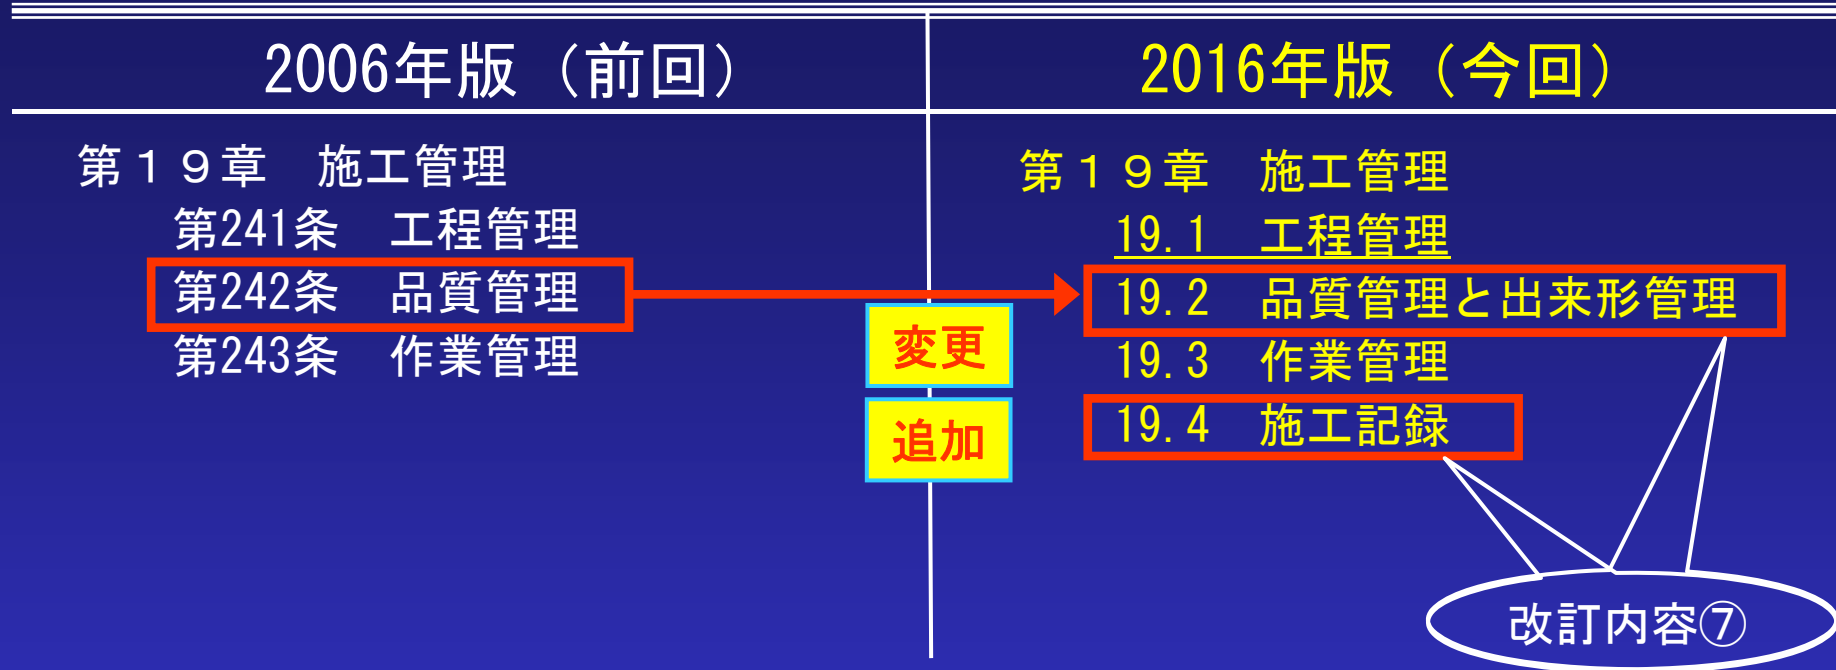 2006年版（前回）
2016年版（今回）
第１９章　施工管理
第241条　工程管理
第242条　品質管理
第243条　作業管理
変更
追加
第１９章　施工管理
19.1　工程管理
19.2　品質管理と出来形管理
19.3　作業管理
19.4　施工記録
改訂内容⑦